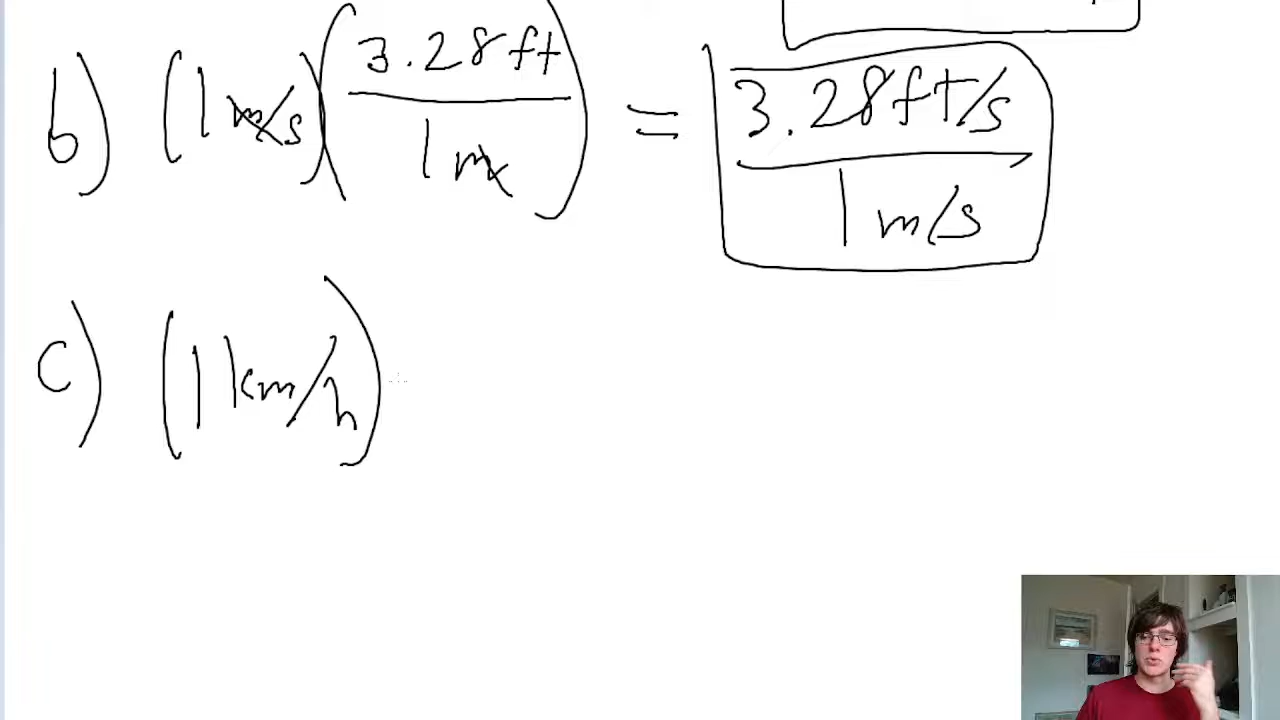 b) (1 m/s) (3.28 ft / 1 m) = 3.28 ft/s / 1 m/s
c) (1 km/h)